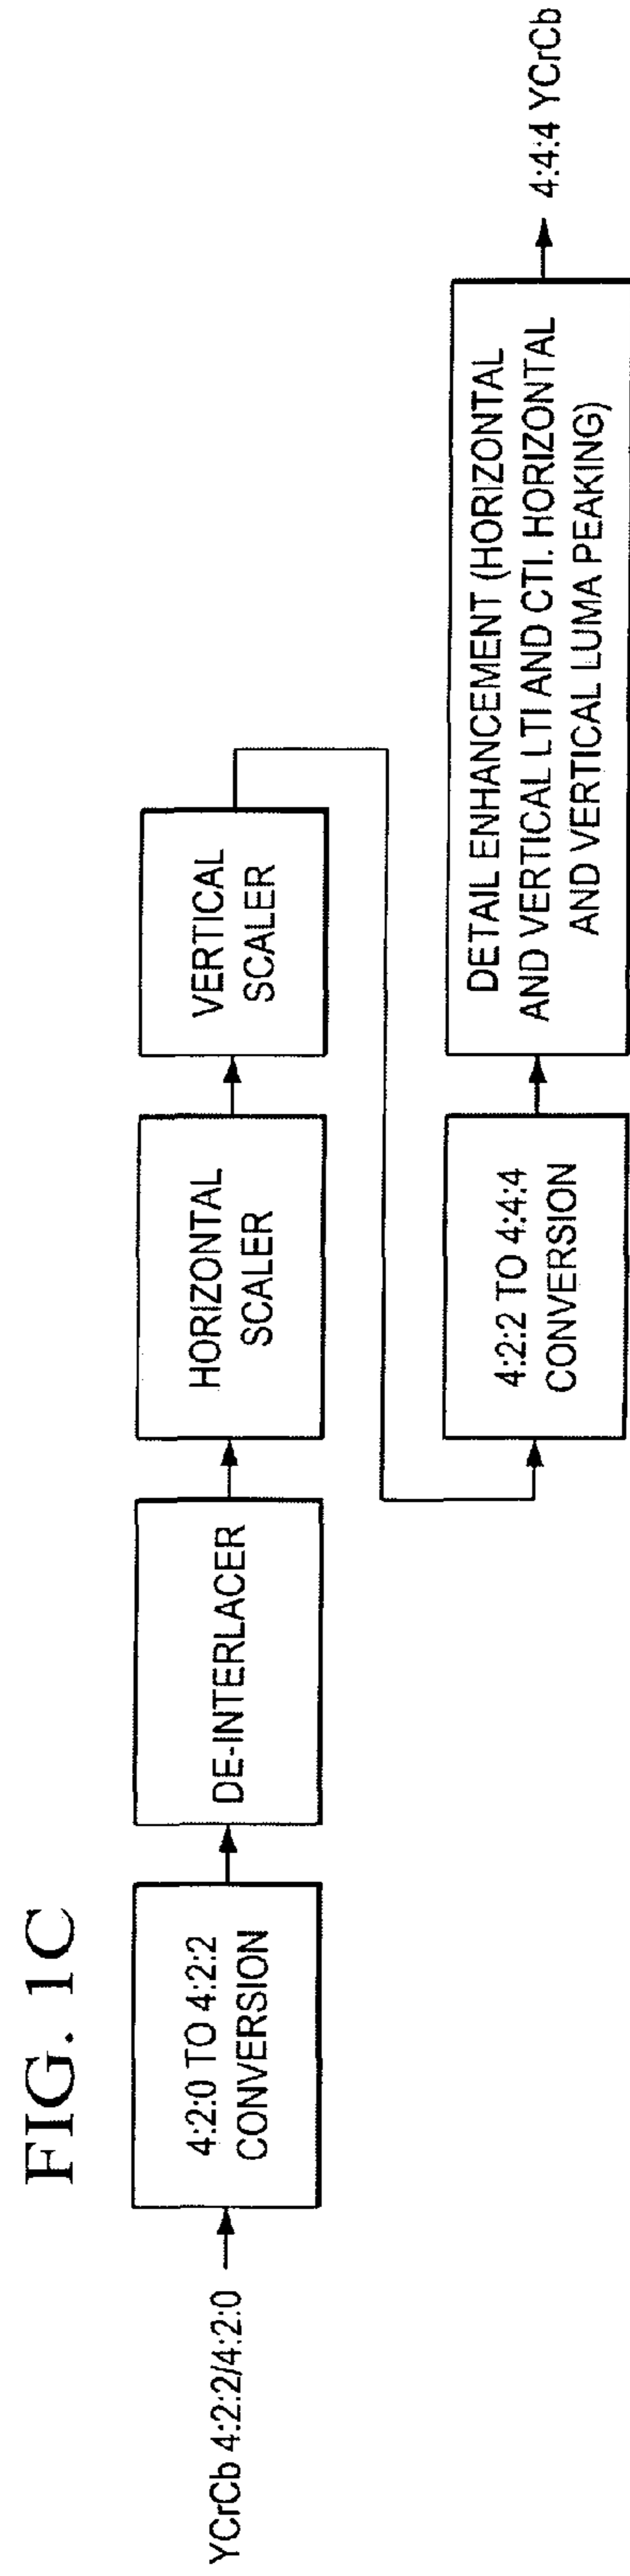 FIG. 1C
YCrCb 4:2:2/4:2:0
4:2:0 TO 4:2:2
CONVERSION
DE-INTERLACER
HORIZONTAL
SCALER
VERTICAL
SCALER
4:2:2 TO 4:4:4
CONVERSION
DETAIL ENHANCEMENT (HORIZONTAL
AND VERTICAL LTI AND CTI. HORIZONTAL
AND VERTICAL LUMA PEAKING)
4:4:4 YCrCb